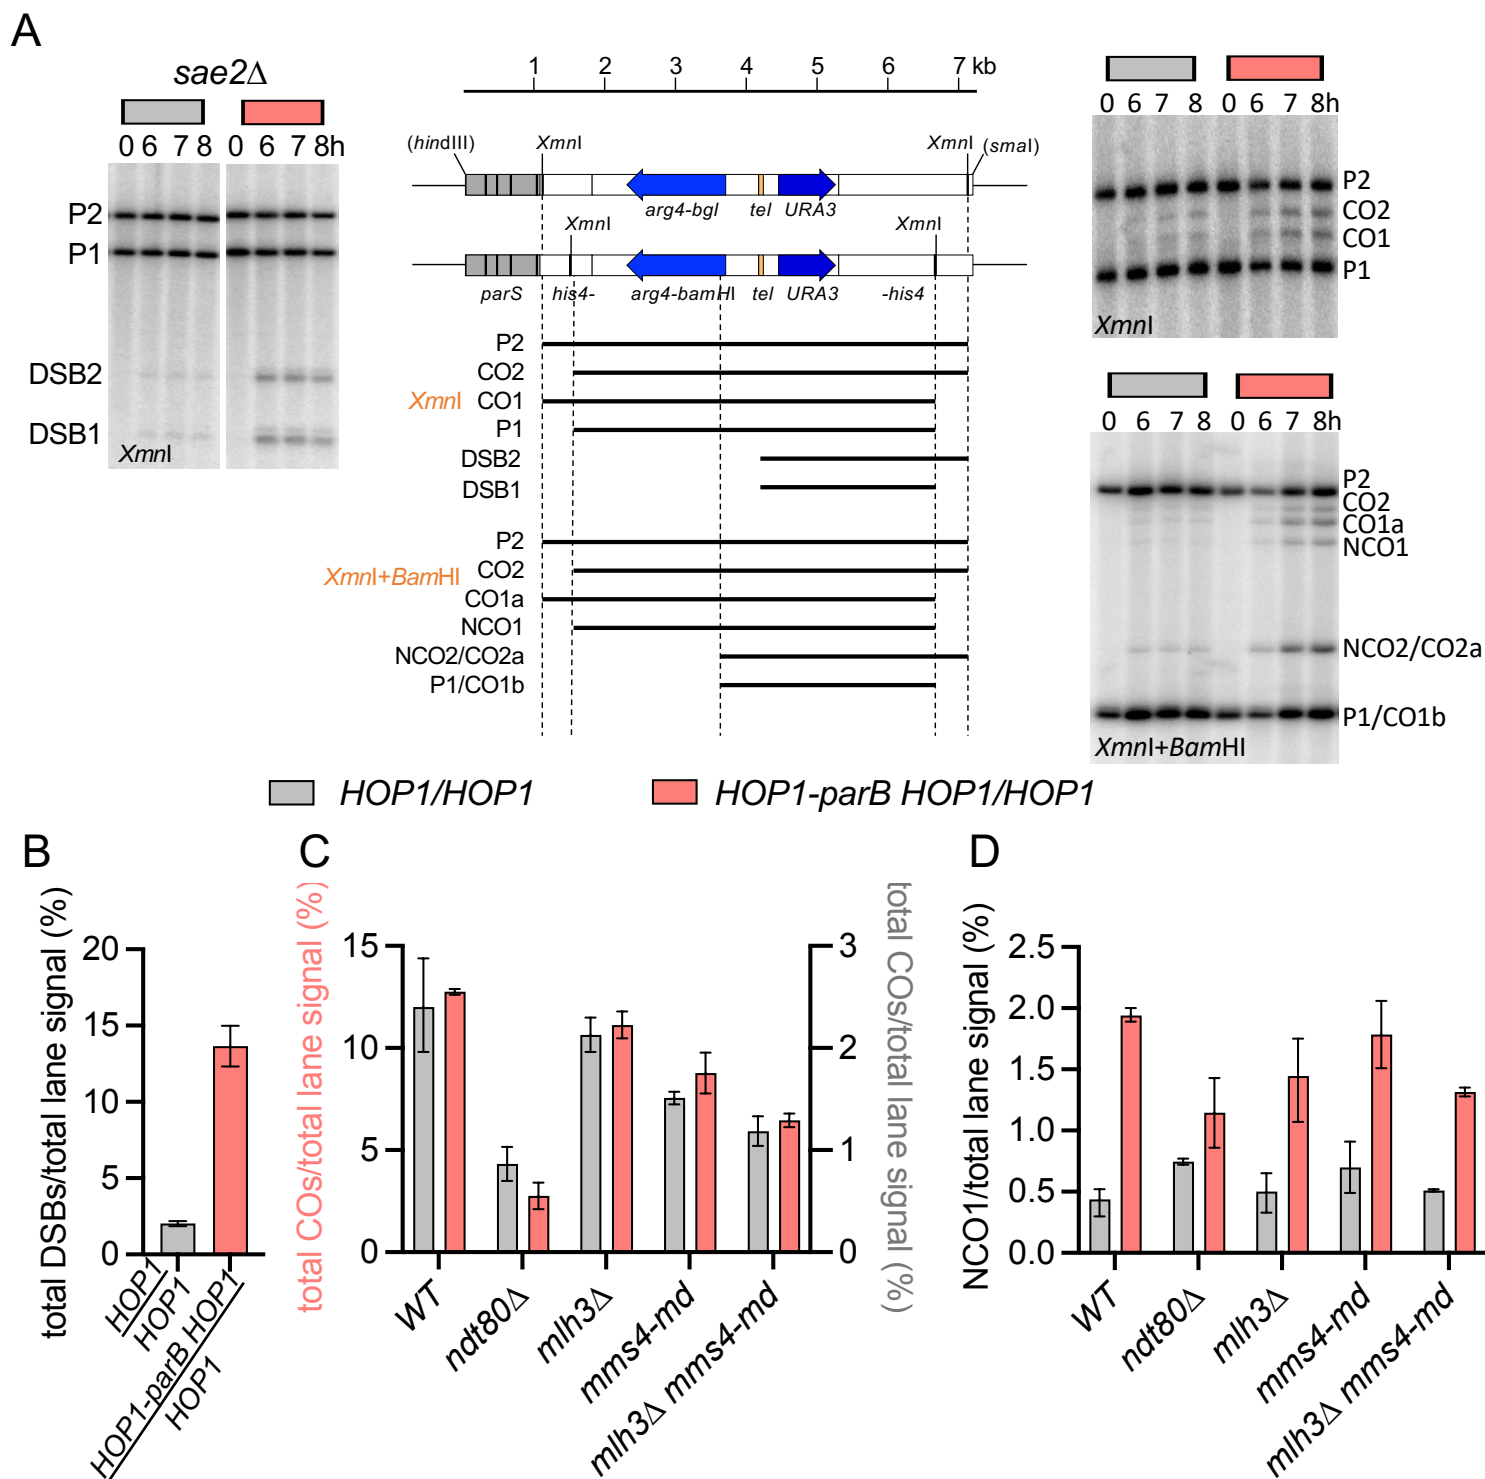 A
sae2Δ
0 6 7 8 0 6 7 8h
P2
P1
DSB2
DSB1
XmnI
1 2 3 4 5 6 7 kb
(hindIII) XmnI XmnI (smaI)
arg4-bgl tel URA3
XmnI XmnI
parS his4- arg4-bamHI tel URA3 -his4
P2
CO2
XmnI CO1
P1
DSB2
DSB1
P2
XmnI+BamHI CO2
CO1a
NCO1
NCO2/CO2a
P1/CO1b
0 6 7 8 0 6 7 8h
P2
CO2
CO1
P1
XmnI
0 6 7 8 0 6 7 8h
P2
CO2
CO1a
NCO1
NCO2/CO2a
P1/CO1b
XmnI+BamHI
HOP1/HOP1 HOP1-parB HOP1/HOP1
B
total DSBs/total lane signal (%)
20
15
10
5
0
HOP1
HOP1
HOP1-parB HOP1
HOP1
C
total COs/total lane signal (%)
15
10
5
0
total COs/total lane signal (%)
3
2
1
0
WT
ndt80Δ
mlh3Δ
mms4-md
mlh3Δ mms4-md
D
NCO1/total lane signal (%)
2.5
2.0
1.5
1.0
0.5
0.0
WT
ndt80Δ
mlh3Δ
mms4-md
mlh3Δ mms4-md